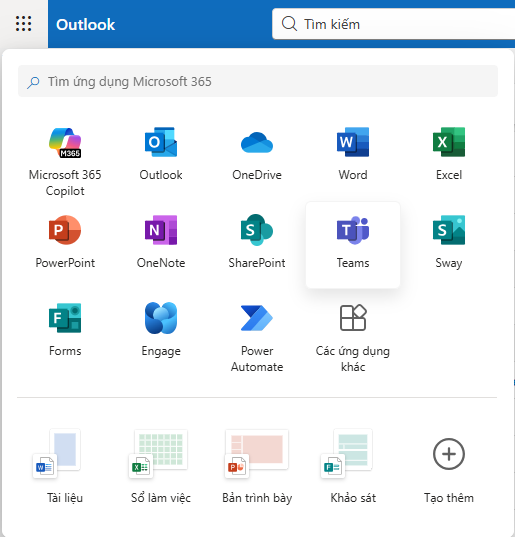 Outlook
Tìm kiếm
Tìm ứng dụng Microsoft 365
M365
Microsoft 365
Copilot
Outlook
OneDrive
Word
Excel
PowerPoint
OneNote
SharePoint
Teams
Sway
Forms
Engage
Power
Automate
Các ứng dụng
khác
Tài liệu
Sổ làm việc
Bản trình bày
Khảo sát
Tạo thêm